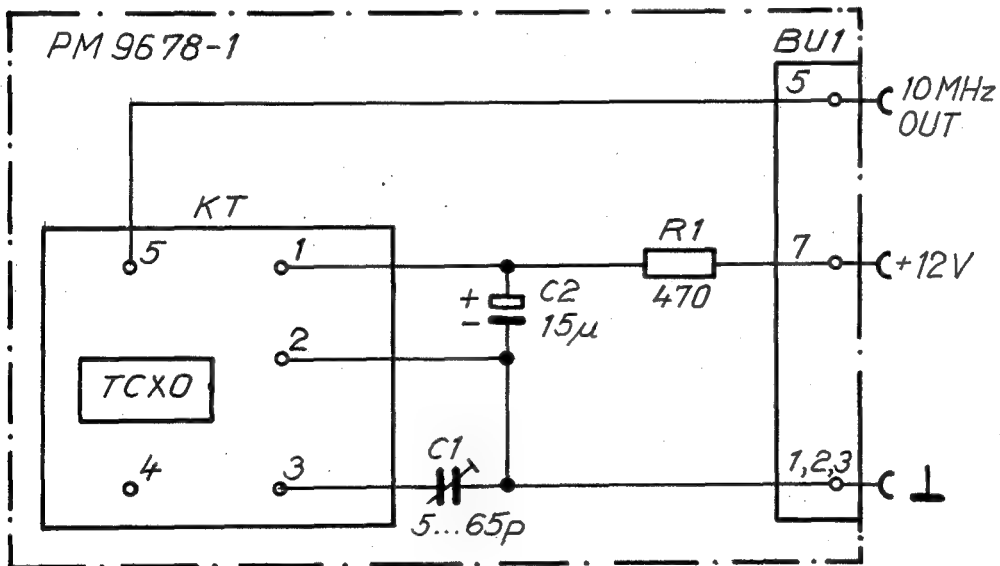 PM 9678-1
BU1
5
10 MHz
OUT
KT
5
1
R1
7
+12V
470
+
C2
-
15μ
2
TCXO
4
3
C1
1,2,3
5...65p